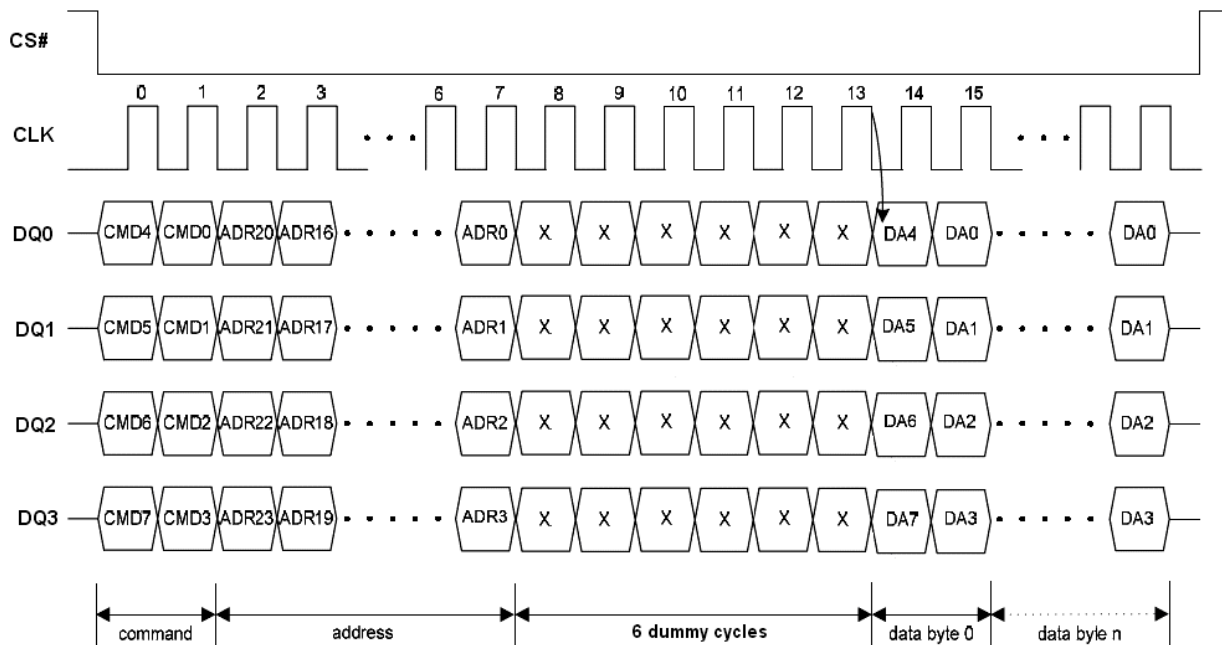 CS#
0 1 2 3 6 7 8 9 10 11 12 13 14 15
CLK
DQ0 CMD4 CMD0 ADR20 ADR16 ADR0 X X X X X X DA4 DA0 DA0
DQ1 CMD5 CMD1 ADR21 ADR17 ADR1 X X X X X X DA5 DA1 DA1
DQ2 CMD6 CMD2 ADR22 ADR18 ADR2 X X X X X X DA6 DA2 DA2
DQ3 CMD7 CMD3 ADR23 ADR19 ADR3 X X X X X X DA7 DA3 DA3
command address 6 dummy cycles data byte 0 data byle n